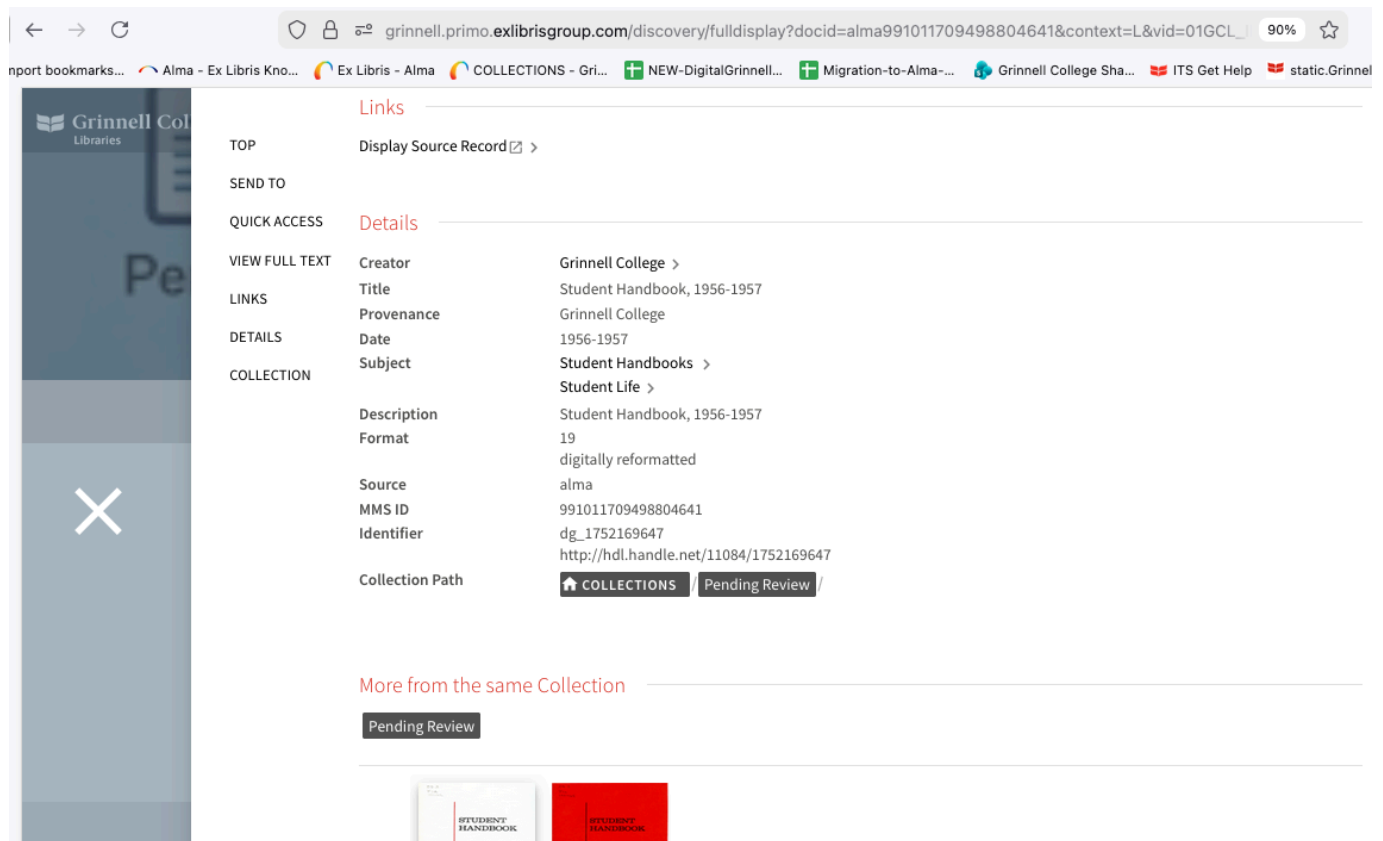 grinnell.primo.exlibrisgroup.com/discovery/fulldisplay?docid=alma991011709498804641&context=L&vid=01GCL_ 90%
nport bookmarks... Alma - Ex Libris Kno... Ex Libris - Alma COLLECTIONS - Gri... NEW-DigitalGrinnell... Migration-to-Alma-... Grinnell College Sha... ITS Get Help static.Grinnel
Grinnell Col
Libraries
Pe
TOP
SEND TO
QUICK ACCESS
VIEW FULL TEXT
LINKS
DETAILS
COLLECTION
Links
Display Source Record
Details
Creator Grinnell College
Title Student Handbook, 1956-1957
Provenance Grinnell College
Date 1956-1957
Subject Student Handbooks
Student Life
Description Student Handbook, 1956-1957
Format 19
digitally reformatted
Source alma
MMS ID 991011709498804641
Identifier dg_1752169647
http://hdl.handle.net/11084/1752169647
Collection Path COLLECTIONS / Pending Review /
More from the same Collection
Pending Review
STUDENT
HANDBOOK
STUDENT
HANDBOOK